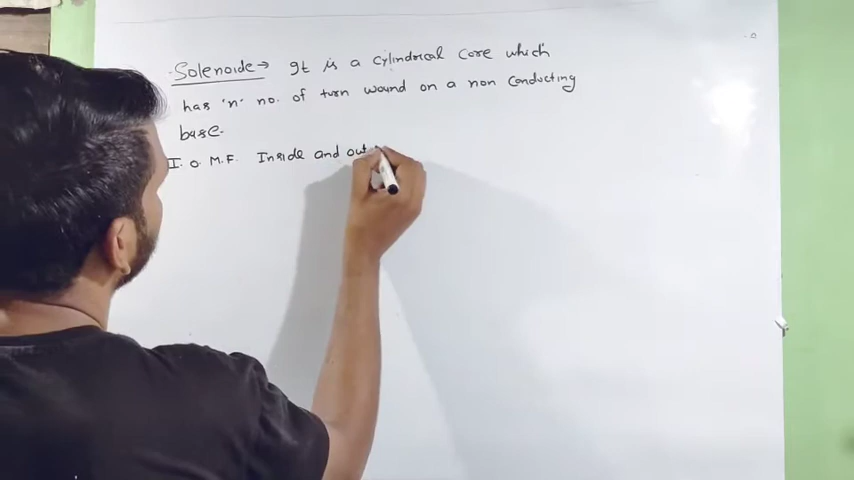 Solenoide → It is a cylindrical core which
has 'n' no. of turn wound on a non conducting
base.
I. O. M.F. Inside and out